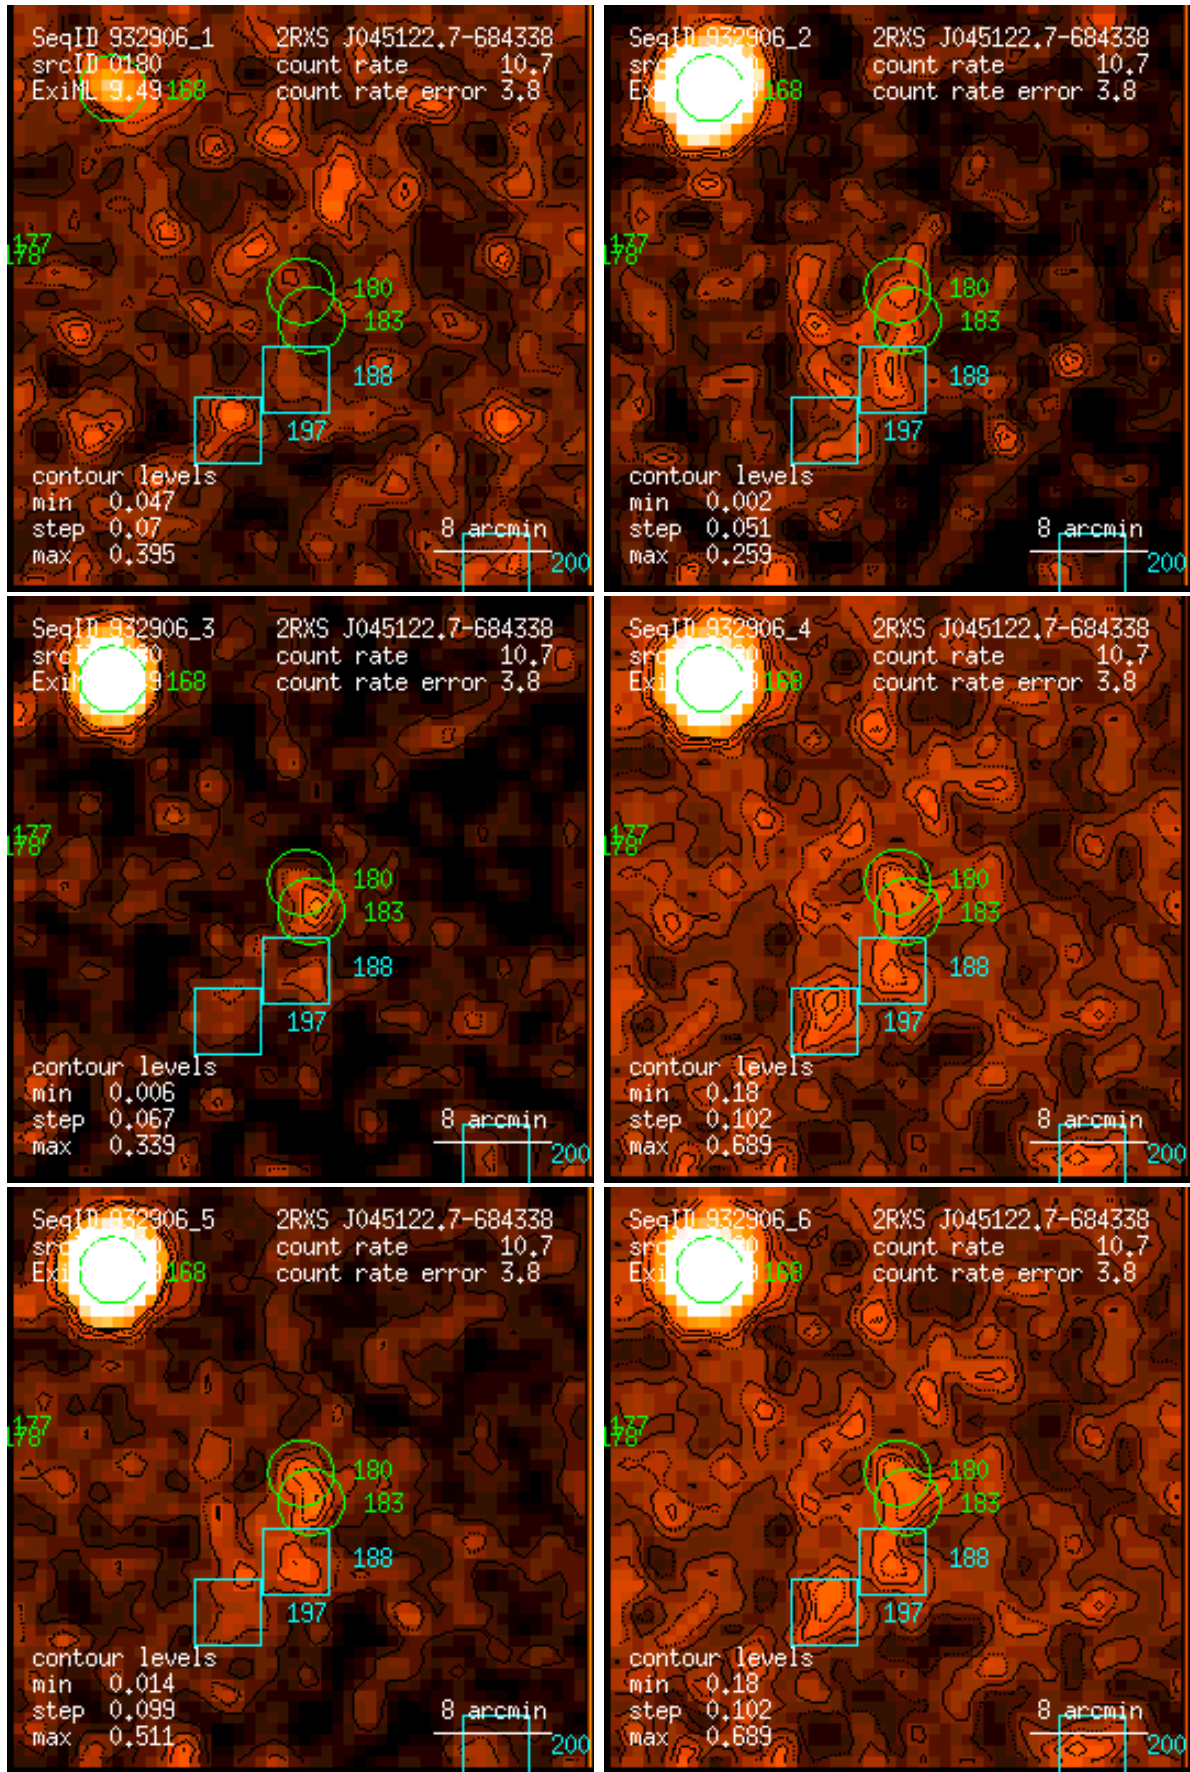 SeqID 932906_1 2RXS J045122.7-684338
srcID 0180 count rate 10.7
ExiML 9.49 168 count rate error 3.8
177
178
180
183
188
197
contour levels
min 0.047
step 0.07 8 arcmin
max 0.395 200
SeqID 932906_2 2RXS J045122.7-684338
count rate 10.7
168 count rate error 3.8
177
178
180
183
188
197
contour levels
min 0.002
step 0.051 8 arcmin
max 0.259 200
SeqID 932906_3 2RXS J045122.7-684338
count rate 10.7
168 count rate error 3.8
177
178
180
183
188
197
contour levels
min 0.006
step 0.067 8 arcmin
max 0.339 200
SeqID 932906_4 2RXS J045122.7-684338
count rate 10.7
168 count rate error 3.8
177
178
180
183
188
197
contour levels
min 0.18
step 0.102 8 arcmin
max 0.689 200
SeqID 932906_5 2RXS J045122.7-684338
count rate 10.7
168 count rate error 3.8
177
178
180
183
188
197
contour levels
min 0.014
step 0.099 8 arcmin
max 0.511 200
SeqID 932906_6 2RXS J045122.7-684338
count rate 10.7
168 count rate error 3.8
177
178
180
183
188
197
contour levels
min 0.18
step 0.102 8 arcmin
max 0.689 200